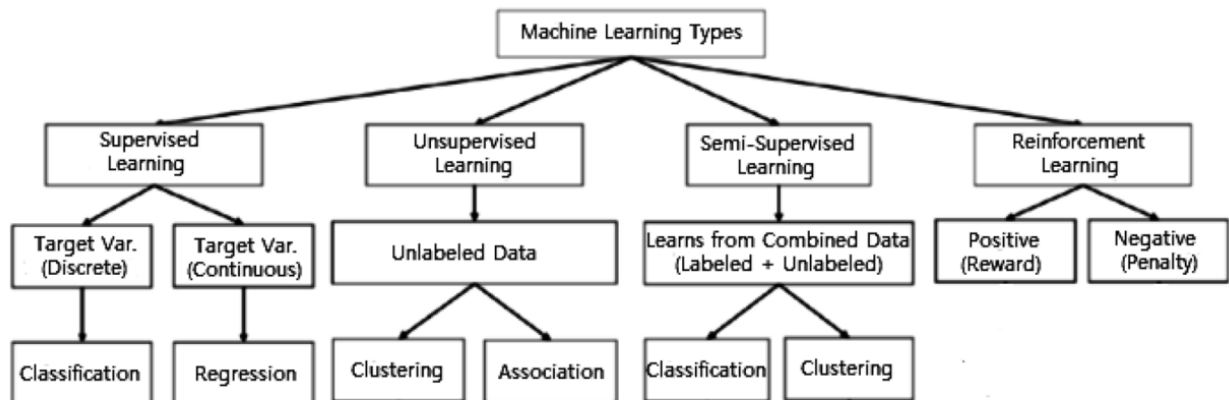 Machine Learning Types
Supervised
Learning
Unsupervised
Learning
Semi-Supervised
Learning
Reinforcement
Learning
Target Var.
(Discrete)
Target Var.
(Continuous)
Unlabeled Data
Learns from Combined Data
(Labeled + Unlabeled)
Positive
(Reward)
Negative
(Penalty)
Classification
Regression
Clustering
Association
Classification
Clustering